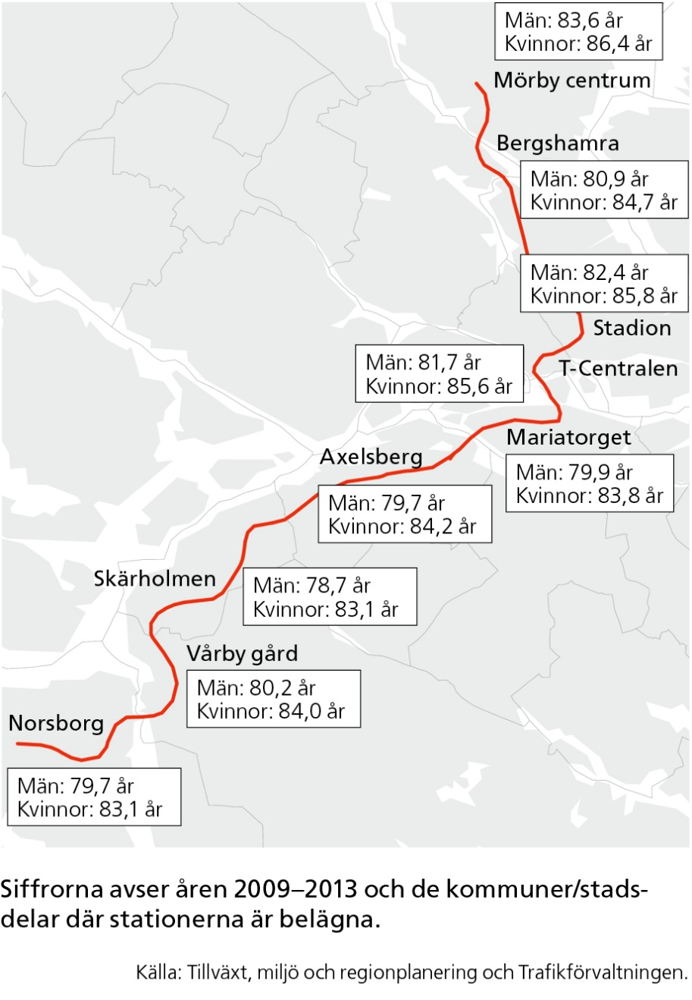 Män: 83,6 år
Kvinnor: 86,4 år
Mörby centrum
Bergshamra
Män: 80,9 år
Kvinnor: 84,7 år
Män: 82,4 år
Kvinnor: 85,8 år
Stadion
Män: 81,7 år
Kvinnor: 85,6 år
T-Centralen
Mariatorget
Män: 79,9 år
Kvinnor: 83,8 år
Axelsberg
Män: 79,7 år
Kvinnor: 84,2 år
Skärholmen
Män: 78,7 år
Kvinnor: 83,1 år
Vårby gård
Män: 80,2 år
Kvinnor: 84,0 år
Norsborg
Män: 79,7 år
Kvinnor: 83,1 år
Siffrorna avser åren 2009–2013 och de kommuner/stads-
delar där stationerna är belägna.
Källa: Tillväxt, miljö och regionplanering och Trafikförvaltningen.